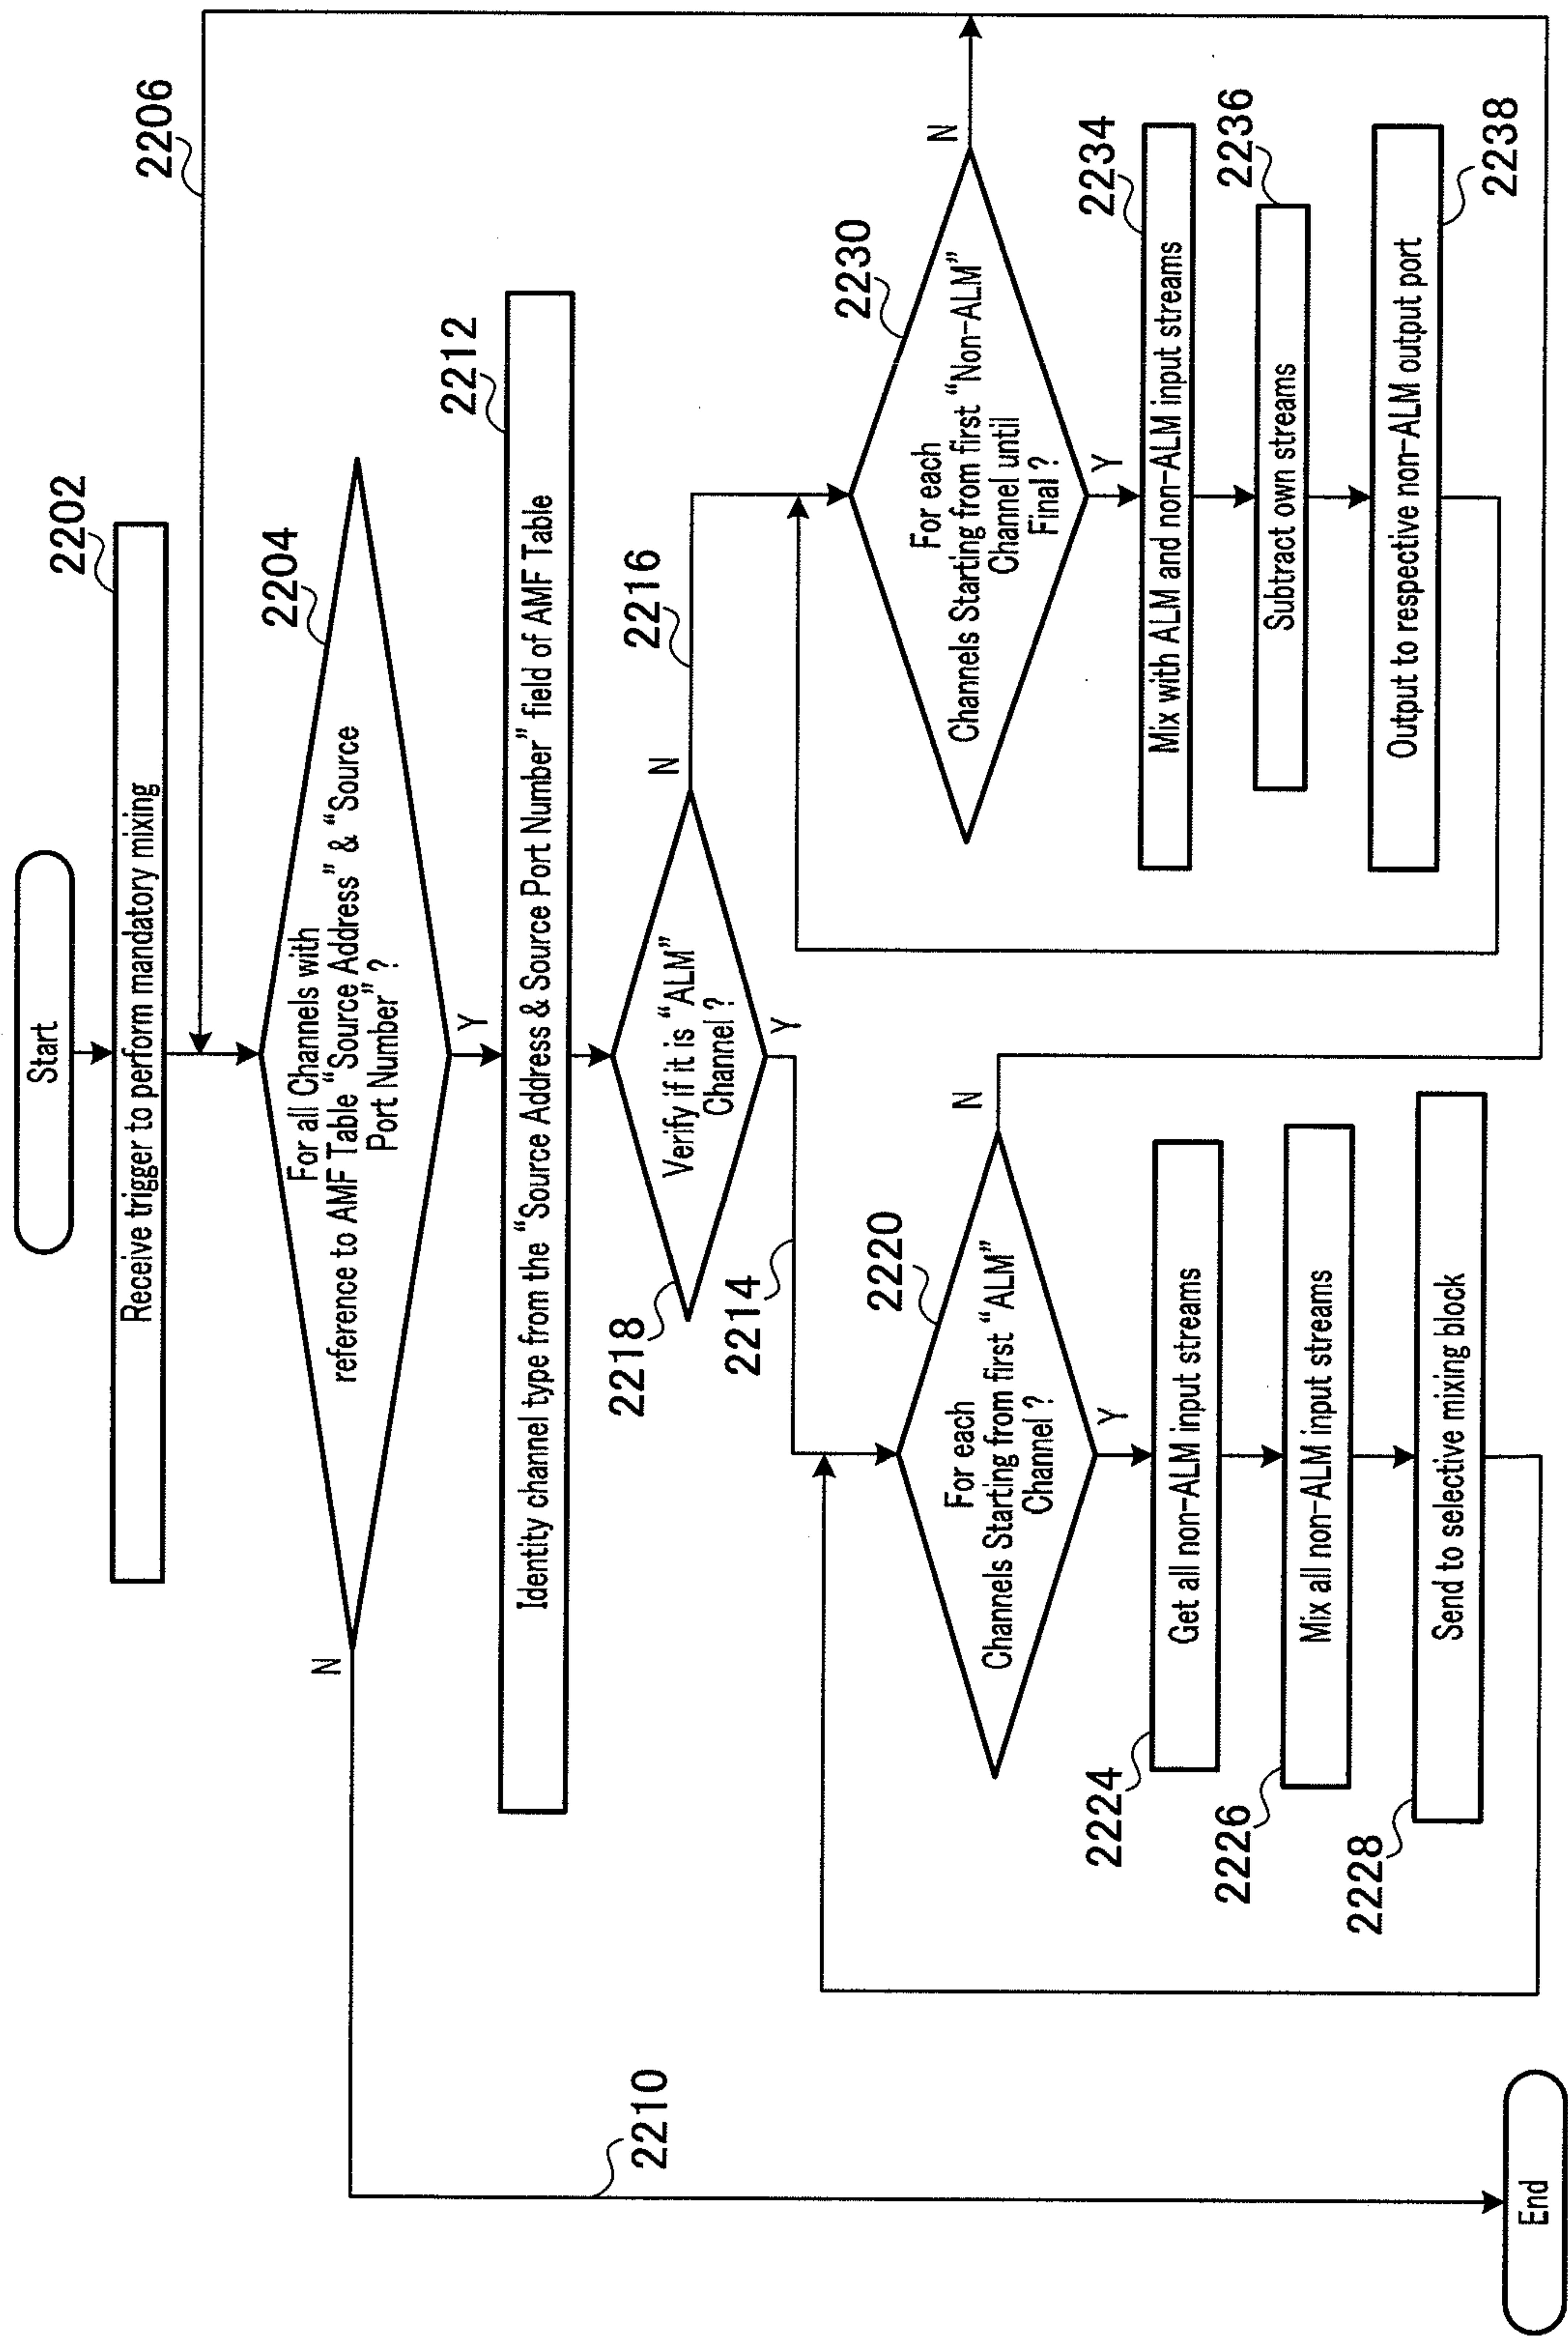 Start
2202
Receive trigger to perform mandatory mixing
2206
2204
For all Channels with
reference to AMF Table “Source Address” & “Source
Port Number” ?
N
Y
2210
2212
Identity channel type from the “Source Address & Source Port Number” field of AMF Table
2218
Verify if it is “ALM”
Channel ?
N
2216
Y
2214
2220
For each
Channels Starting from first “ALM”
Channel ?
N
Y
2224
Get all non-ALM input streams
2226
Mix all non-ALM input streams
2228
Send to selective mixing block
2230
For each
Channels Starting from first “Non-ALM”
Channel until
Final ?
N
Y
2234
Mix with ALM and non-ALM input streams
2236
Subtract own streams
Output to respective non-ALM output port
2238
End